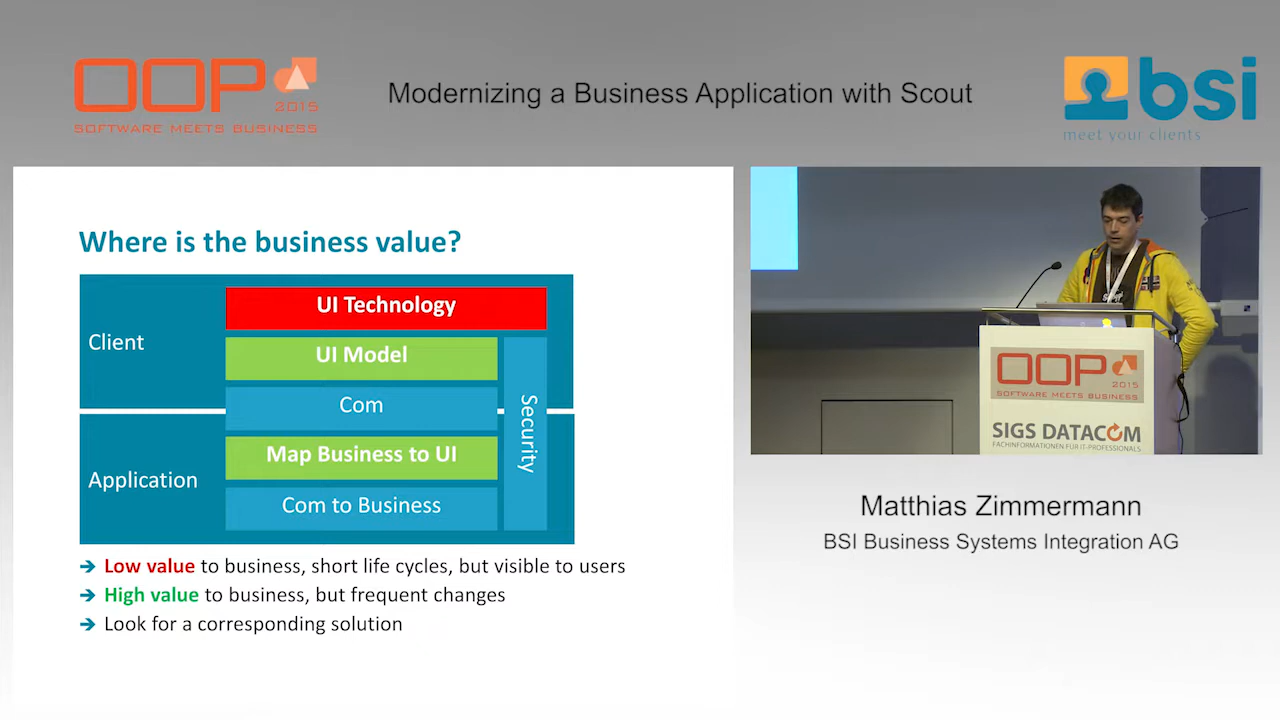 OOP
2015
SOFTWARE MEETS BUSINESS
Modernizing a Business Application with Scout
bsi
meet your clients
Where is the business value?
Client
UI Technology
UI Model
Com
Security
Application
Map Business to UI
Com to Business
➔ Low value to business, short life cycles, but visible to users
➔ High value to business, but frequent changes
➔ Look for a corresponding solution
OOP
2015
SOFTWARE MEETS BUSINESS
SIGS DATACOM
FACHINFORMATIONEN FÜR IT-PROFESSIONALS
Matthias Zimmermann
BSI Business Systems Integration AG